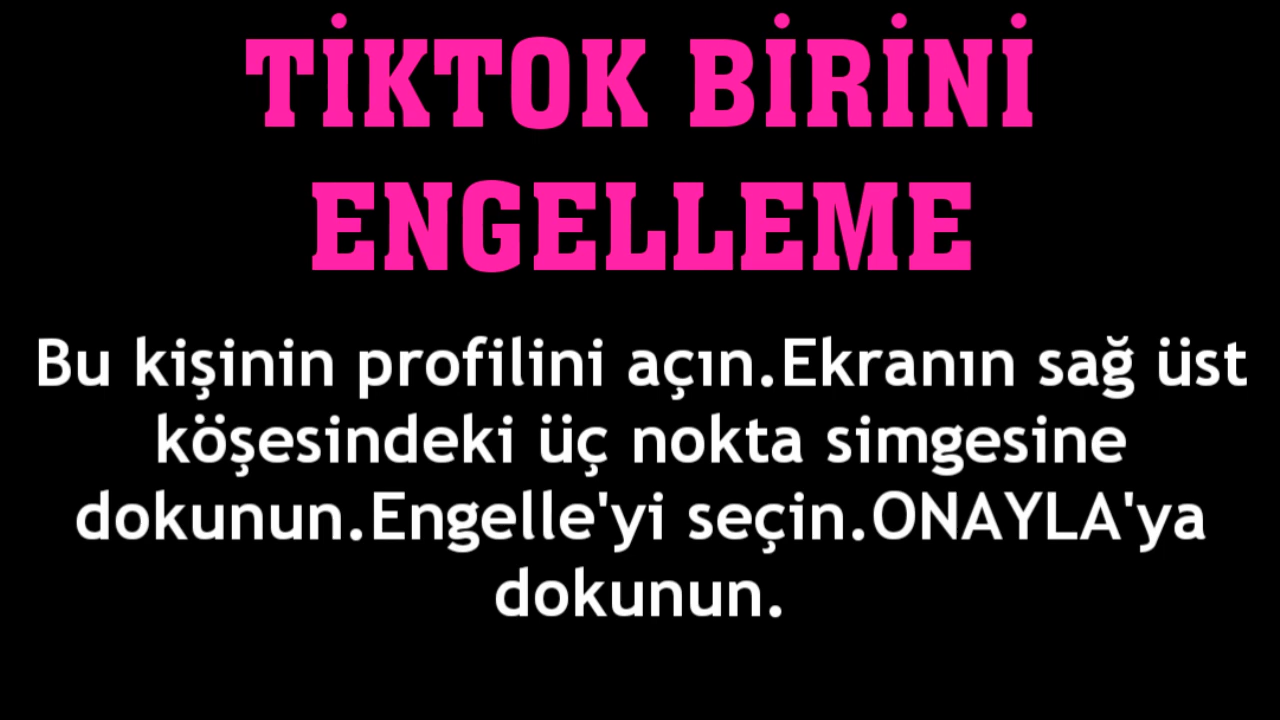 TİKTOK BİRİNİ
ENGELLEME
Bu kişinin profilini açın.Ekranın sağ üst
köşesindeki üç nokta simgesine
dokunun.Engelle'yi seçin.ONAYLA'ya
dokunun.